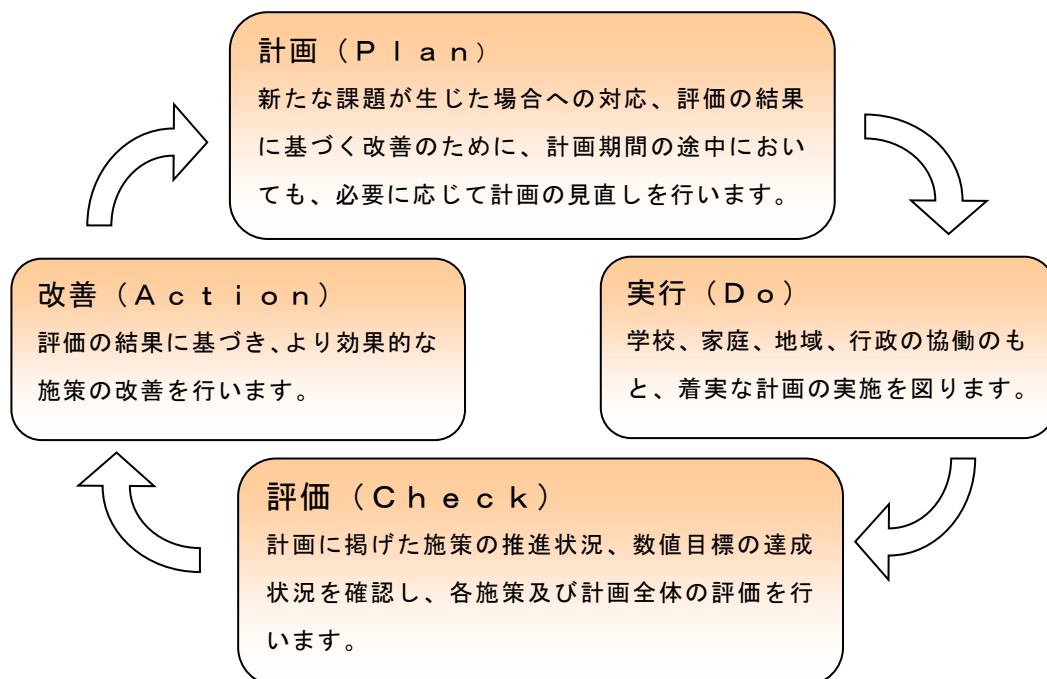 計画（Ｐｌａｎ）
新たな課題が生じた場合への対応、評価の結果
に基づく改善のために、計画期間の途中におい
ても、必要に応じて計画の見直しを行います。
改善（Ａｃｔｉｏｎ）
評価の結果に基づき、より効果的な
施策の改善を行います。
実行（Ｄｏ）
学校、家庭、地域、行政の協働のも
と、着実な計画の実施を図ります。
評価（Ｃｈｅｃｋ）
計画に掲げた施策の推進状況、数値目標の達成
状況を確認し、各施策及び計画全体の評価を行
います。